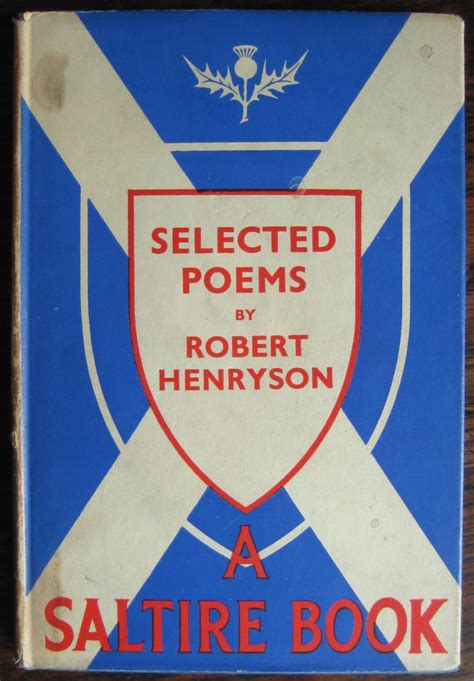 SELECTED
POEMS
BY
ROBERT
HENRYSON
A
SALTIRE BOOK